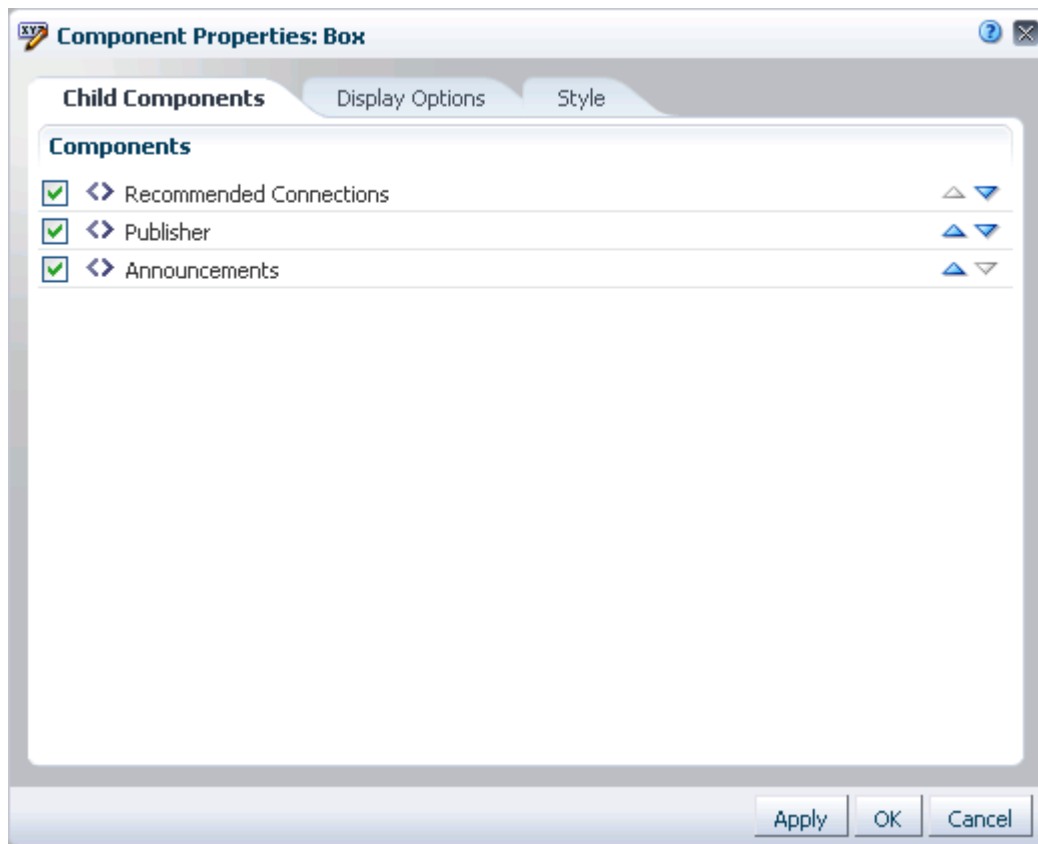 Component Properties: Box
Child Components Display Options Style
Components
Recommended Connections
Publisher
Announcements
Apply OK Cancel